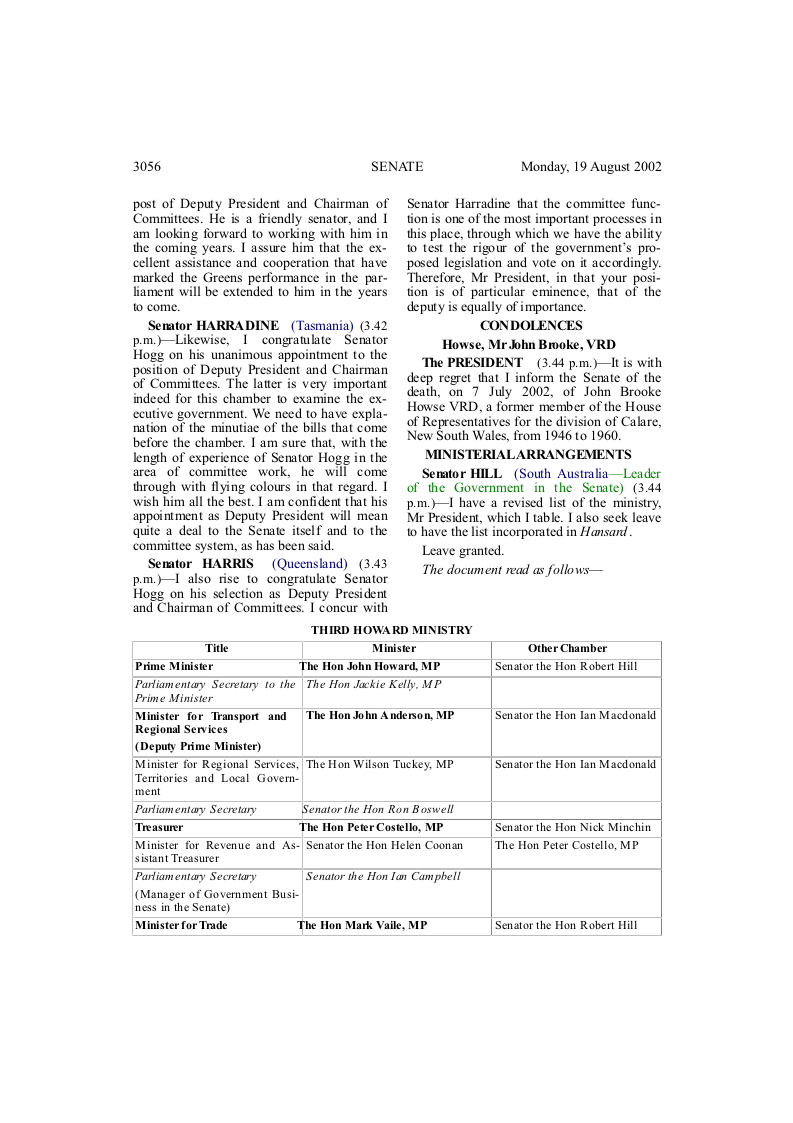 3056 SENATE Monday, 19 August 2002
post of Deputy President and Chairman of
Committees. He is a friendly senator, and I
am looking forward to working with him in
the coming years. I assure him that the ex-
cellent assistance and cooperation that have
marked the Greens performance in the par-
liament will be extended to him in the years
to come.
Senator HARRADINE (Tasmania) (3.42
p.m.)—Likewise, I congratulate Senator
Hogg on his unanimous appointment to the
position of Deputy President and Chairman
of Committees. The latter is very important
indeed for this chamber to examine the ex-
ecutive government. We need to have expla-
nation of the minutiae of the bills that come
before the chamber. I am sure that, with the
length of experience of Senator Hogg in the
area of committee work, he will come
through with flying colours in that regard. I
wish him all the best. I am confident that his
appointment as Deputy President will mean
quite a deal to the Senate itself and to the
committee system, as has been said.
Senator HARRIS (Queensland) (3.43
p.m.)—I also rise to congratulate Senator
Hogg on his selection as Deputy President
and Chairman of Committees. I concur with
Senator Harradine that the committee func-
tion is one of the most important processes in
this place, through which we have the ability
to test the rigour of the government's pro-
posed legislation and vote on it accordingly.
Therefore, Mr President, in that your posi-
tion is of particular eminence, that of the
deputy is equally of importance.
CONDOLENCES
Howse, Mr John Brooke, VRD
The PRESIDENT (3.44 p.m.)—It is with
deep regret that I inform the Senate of the
death, on 7 July 2002, of John Brooke
Howse VRD, a former member of the House
of Representatives for the division of Calare,
New South Wales, from 1946 to 1960.
MINISTERIAL ARRANGEMENTS
Senator HILL (South Australia—Leader
of the Government in the Senate) (3.44
p.m.)—I have a revised list of the ministry,
Mr President, which I table. I also seek leave
to have the list incorporated in Hansard.
Leave granted.
The document read as follows—
THIRD HOWARD MINISTRY
Title Minister Other Chamber
Prime Minister The Hon John Howard, MP Senator the Hon Robert Hill
Parliamentary Secretary to the The Hon Jackie Kelly, MP
Prime Minister
Minister for Transport and The Hon John Anderson, MP Senator the Hon Ian Macdonald
Regional Services
(Deputy Prime Minister)
Minister for Regional Services, The Hon Wilson Tuckey, MP Senator the Hon Ian Macdonald
Territories and Local Govern-
ment
Parliamentary Secretary Senator the Hon Ron Boswell
Treasurer The Hon Peter Costello, MP Senator the Hon Nick Minchin
Minister for Revenue and As- Senator the Hon Helen Coonan The Hon Peter Costello, MP
sistant Treasurer
Parliamentary Secretary Senator the Hon Ian Campbell
(Manager of Government Busi-
ness in the Senate)
Minister for Trade The Hon Mark Vaile, MP Senator the Hon Robert Hill